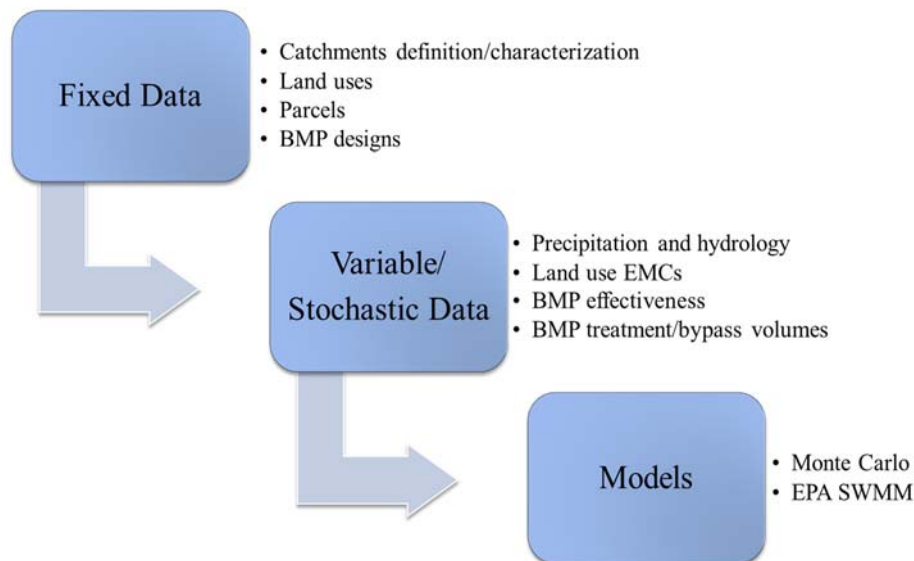 Fixed Data
• Catchments definition/characterization
• Land uses
• Parcels
• BMP designs
Variable/
Stochastic Data
• Precipitation and hydrology
• Land use EMCs
• BMP effectiveness
• BMP treatment/bypass volumes
Models
• Monte Carlo
• EPA SWMM